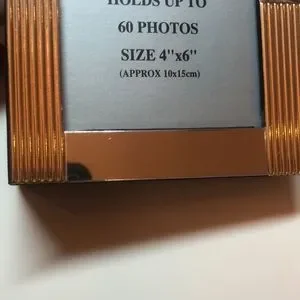 HOLDS UP TO
60 PHOTOS
SIZE 4"x6"
(APPROX 10x15cm)